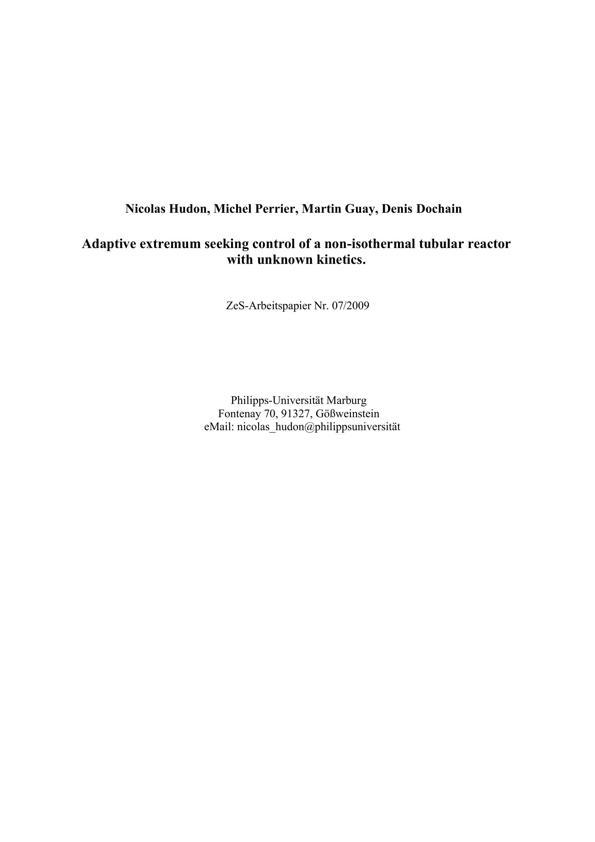 Nicolas Hudon, Michel Perrier, Martin Guay, Denis Dochain
Adaptive extremum seeking control of a non-isothermal tubular reactor
with unknown kinetics.
ZeS-Arbeitspapier Nr. 07/2009
Philipps-Universität Marburg
Fontenay 70, 91327, Gößweinstein
eMail: nicolas_hudon@philippsuniversität